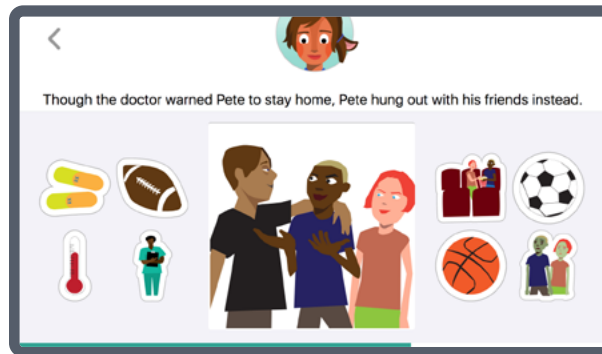 Though the doctor warned Pete to stay home, Pete hung out with his friends instead.